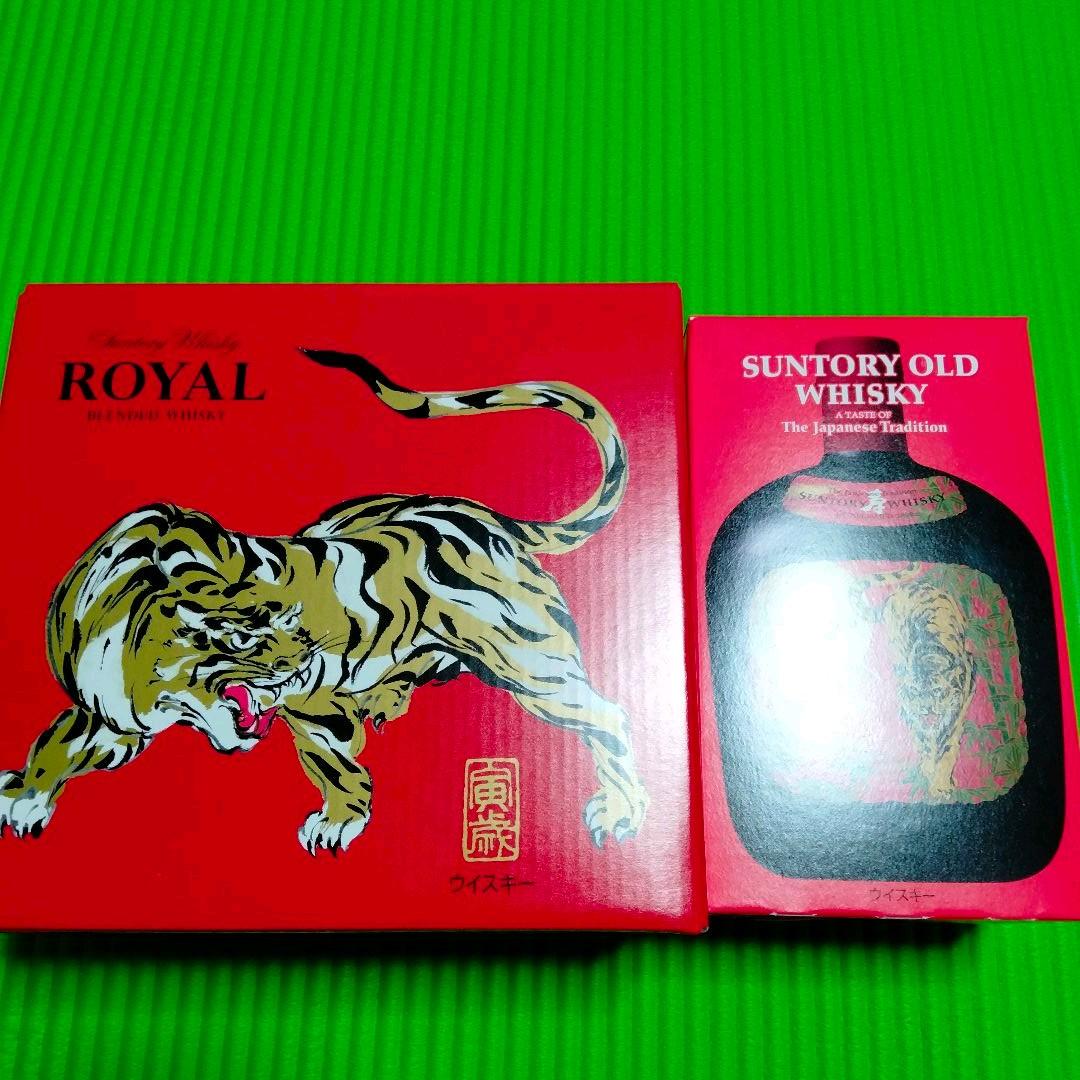 Suntory Whisky
ROYAL
BLENDED WHISKY
寅歳
ウイスキー
SUNTORY OLD
WHISKY
A TASTE OF
The Japanese Tradition
SUNTORY 寿 WHISKY
ウイスキー